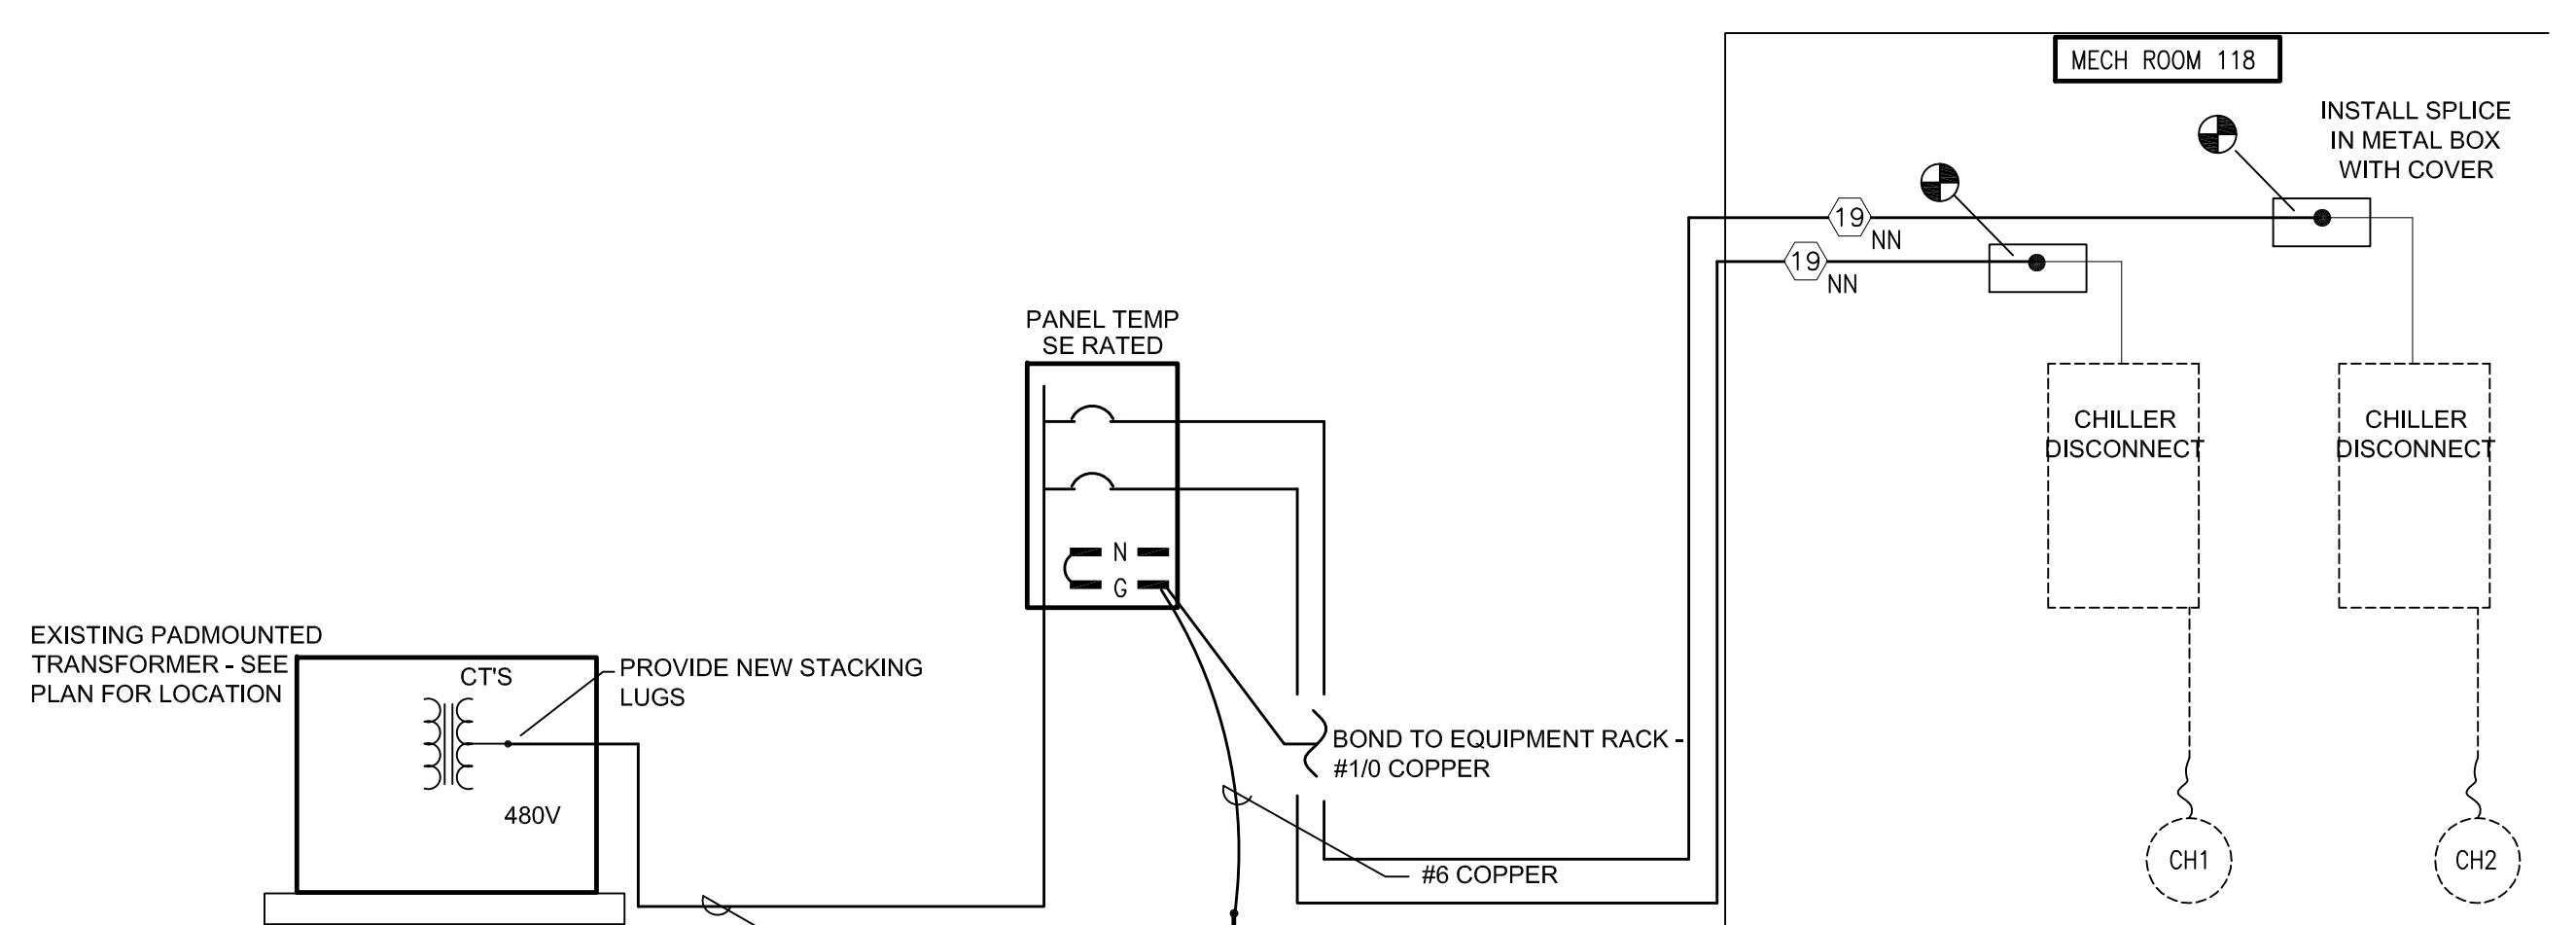 MECH ROOM 118
INSTALL SPLICE
IN METAL BOX
WITH COVER
19
NN
19
NN
PANEL TEMP
SE RATED
CHILLER
DISCONNECT
CHILLER
DISCONNECT
N
G
EXISTING PADMOUNTED
TRANSFORMER - SEE
PLAN FOR LOCATION
CT'S
PROVIDE NEW STACKING
LUGS
480V
BOND TO EQUIPMENT RACK -
#1/0 COPPER
#6 COPPER
CH1
CH2